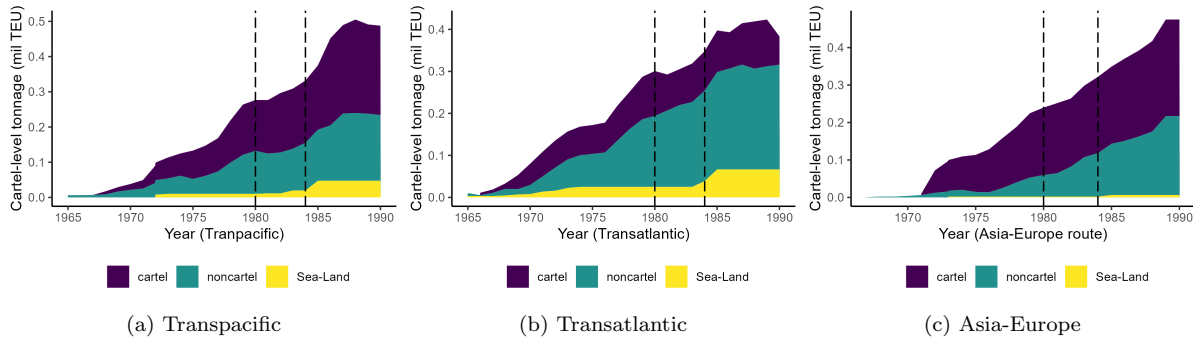 Cartel-level tonnage (mil TEU)
0.5
0.4
0.3
0.2
0.1
0.0
1965 1970 1975 1980 1985 1990
Year (Tranpacific)
cartel noncartel Sea-Land
(a) Transpacific
Cartel-level tonnage (mil TEU)
0.4
0.3
0.2
0.1
0.0
1965 1970 1975 1980 1985 1990
Year (Transatlantic)
cartel noncartel Sea-Land
(b) Transatlantic
Cartel-level tonnage (mil TEU)
0.4
0.3
0.2
0.1
0.0
1970 1975 1980 1985 1990
Year (Asia-Europe route)
cartel noncartel Sea-Land
(c) Asia-Europe